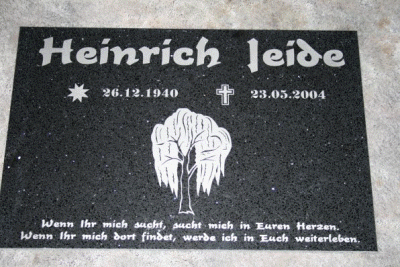 Heinrich Jeide
26.12.1940 23.05.2004
Wenn Ihr mich sucht, sucht mich in Euren Herzen.
Wenn Ihr mich dort findet, werde ich in Euch weiterleben.